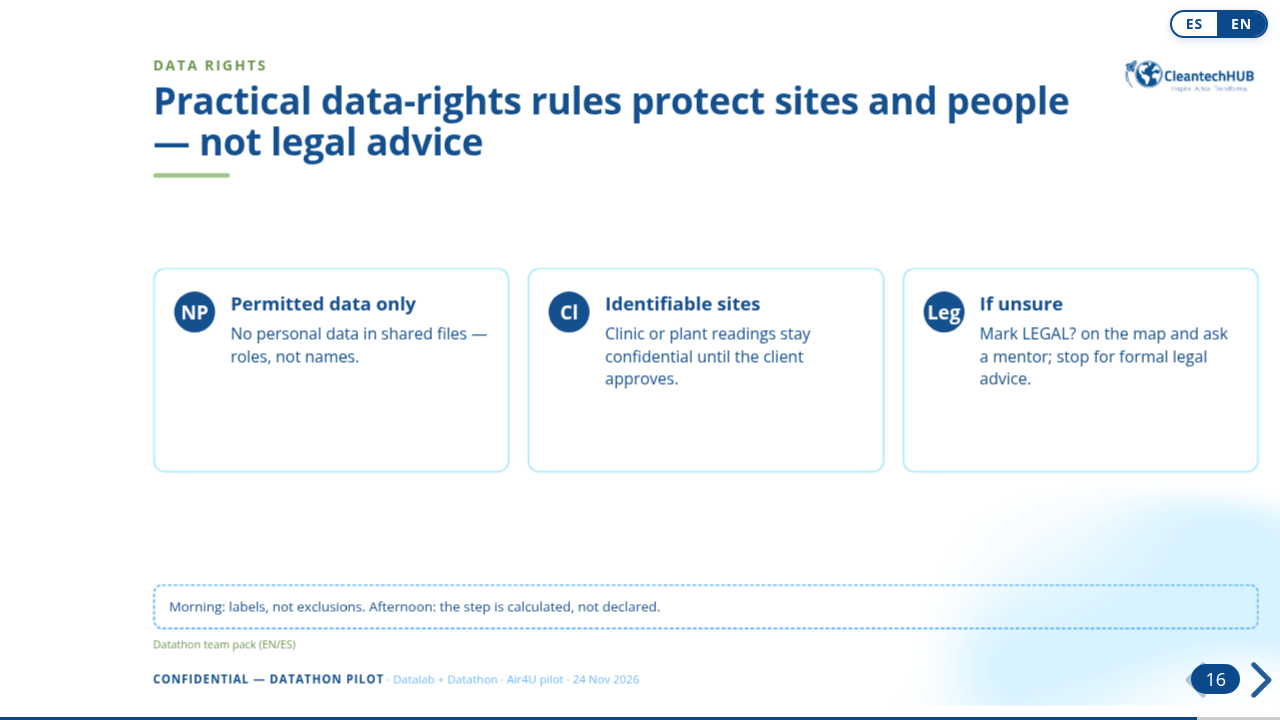 ES EN
DATA RIGHTS
CleantechHUB
Inspira. Actúa. Transforma.
Practical data-rights rules protect sites and people
— not legal advice
NP
Permitted data only
No personal data in shared files —
roles, not names.
Cl
Identifiable sites
Clinic or plant readings stay
confidential until the client
approves.
Leg
If unsure
Mark LEGAL? on the map and ask
a mentor; stop for formal legal
advice.
Morning: labels, not exclusions. Afternoon: the step is calculated, not declared.
Datathon team pack (EN/ES)
CONFIDENTIAL — DATATHON PILOT · Datalab + Datathon · Air4U pilot · 24 Nov 2026
16